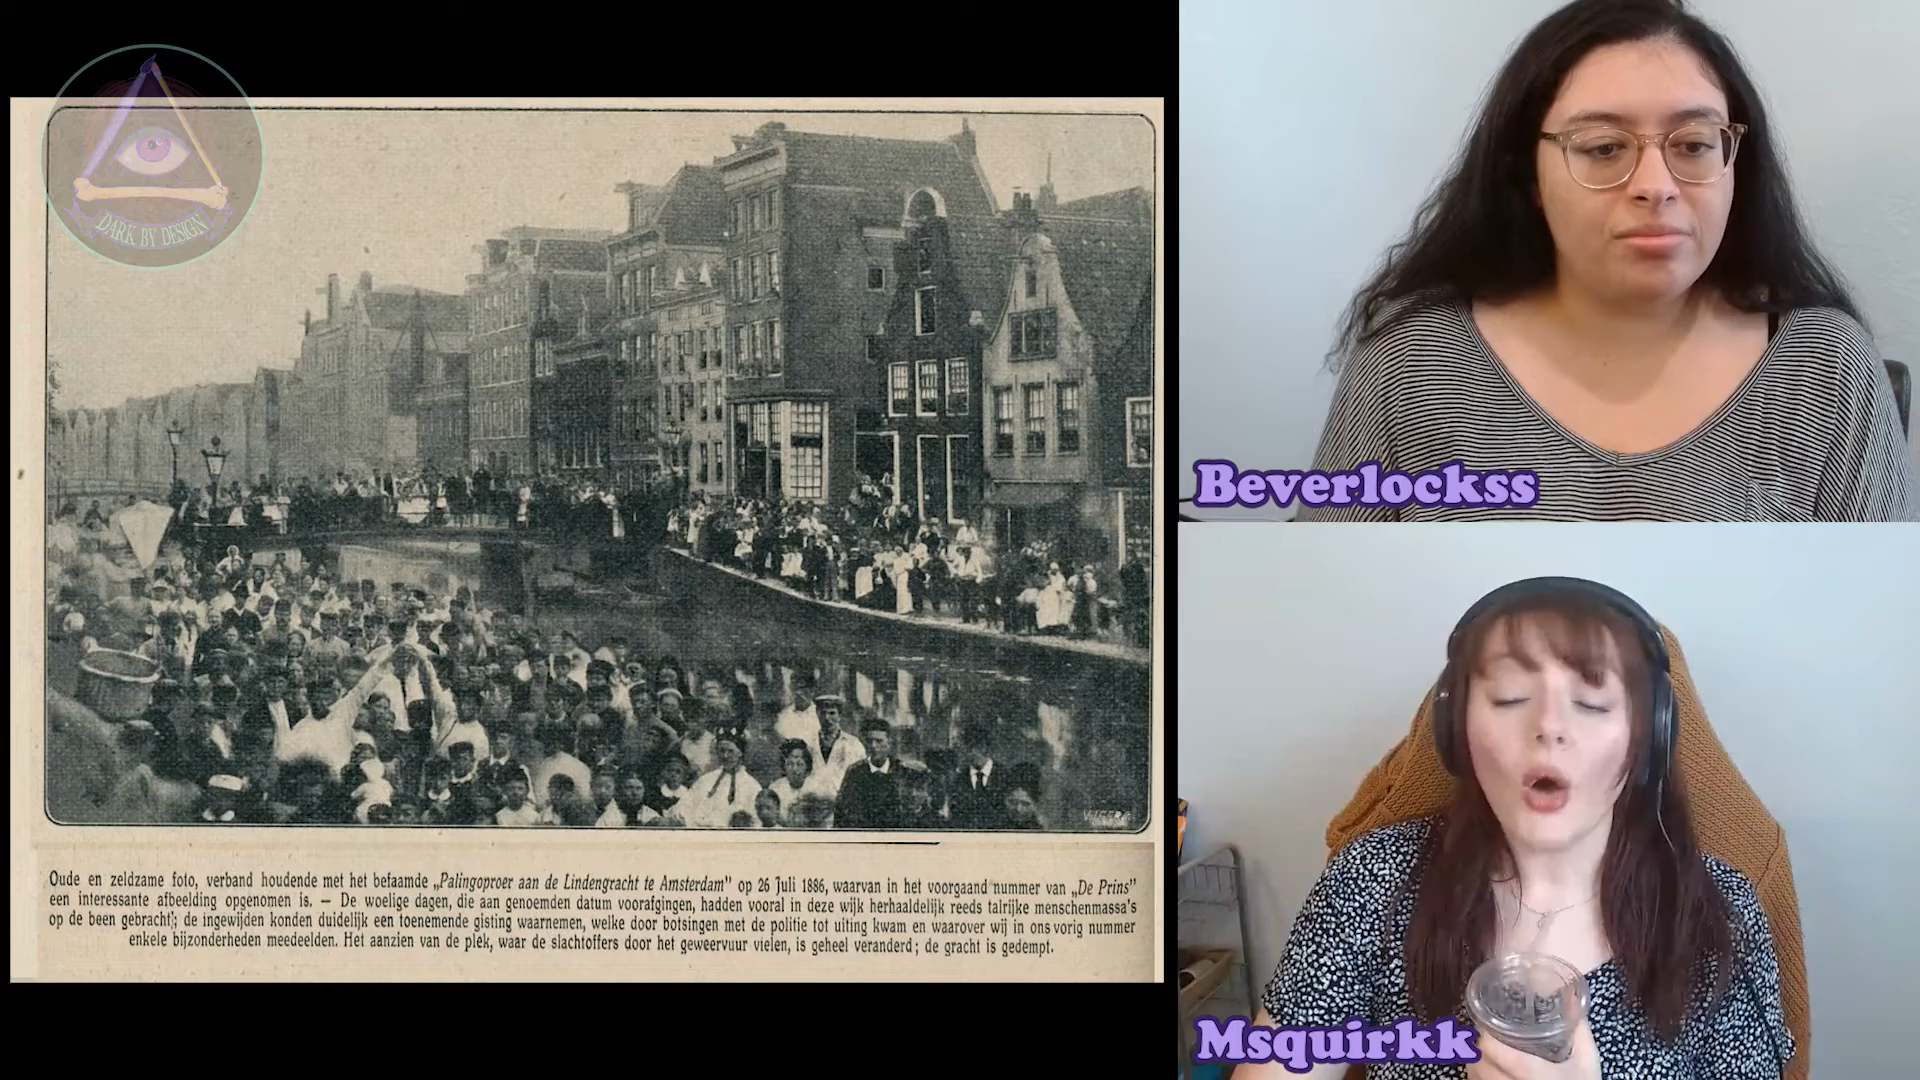 DARK BY DESIGN
Oude en zeldzame foto, verband houdende met het befaamde „Palingoproer aan de Lindengracht te Amsterdam” op 26 Juli 1886, waarvan in het voorgaand nummer van „De Prins”
een interessante afbeelding opgenomen is. — De woelige dagen, die aan genoemden datum voorafgingen, hadden vooral in deze wijk herhaaldelijk reeds talrijke menschenmassa's
op de been gebracht; de ingewijden konden duidelijk een toenemende gisting waarnemen, welke door botsingen met de politie tot uiting kwam en waarover wij in ons vorig nummer
enkele bijzonderheden meedeelden. Het aanzien van de plek, waar de slachtoffers door het geweervuur vielen, is geheel veranderd; de gracht is gedempt.
Beverlockss
Msquirkk